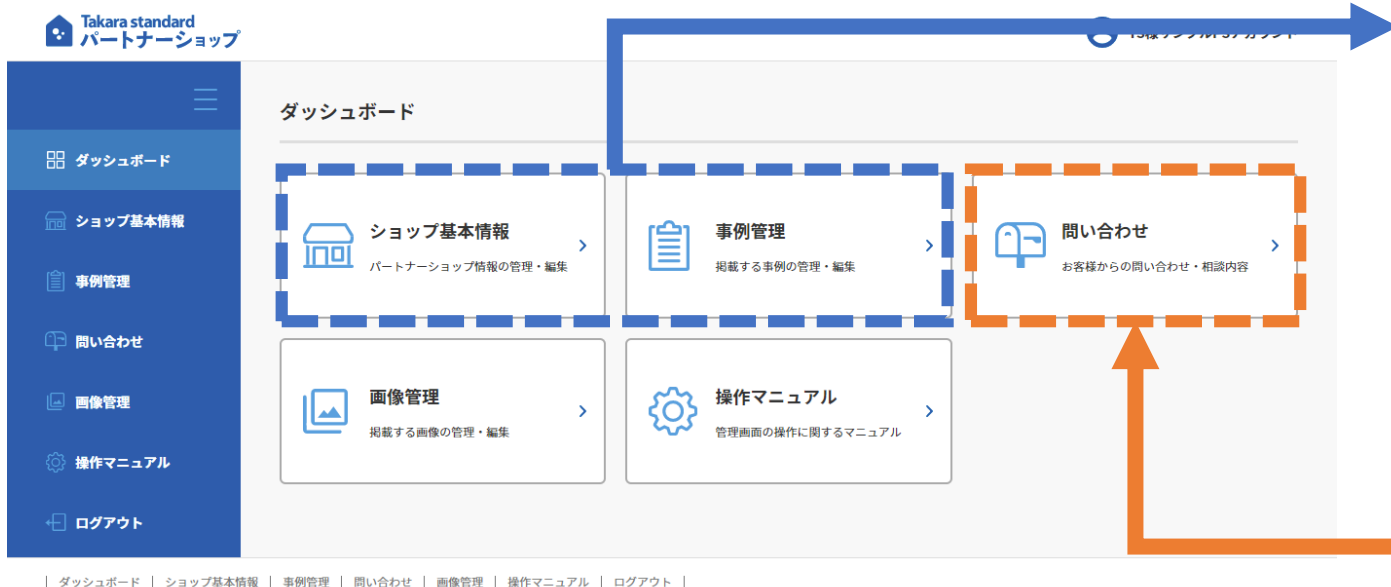 Takara standard
パートナーショップ
ダッシュボード
ダッシュボード
ショップ基本情報
事例管理
問い合わせ
画像管理
操作マニュアル
ログアウト
ショップ基本情報
パートナーショップ情報の管理・編集
事例管理
掲載する事例の管理・編集
問い合わせ
お客様からの問い合わせ・相談内容
画像管理
掲載する画像の管理・編集
操作マニュアル
管理画面の操作に関するマニュアル
| ダッシュボード | ショップ基本情報 | 事例管理 | 問い合わせ | 画像管理 | 操作マニュアル | ログアウト |